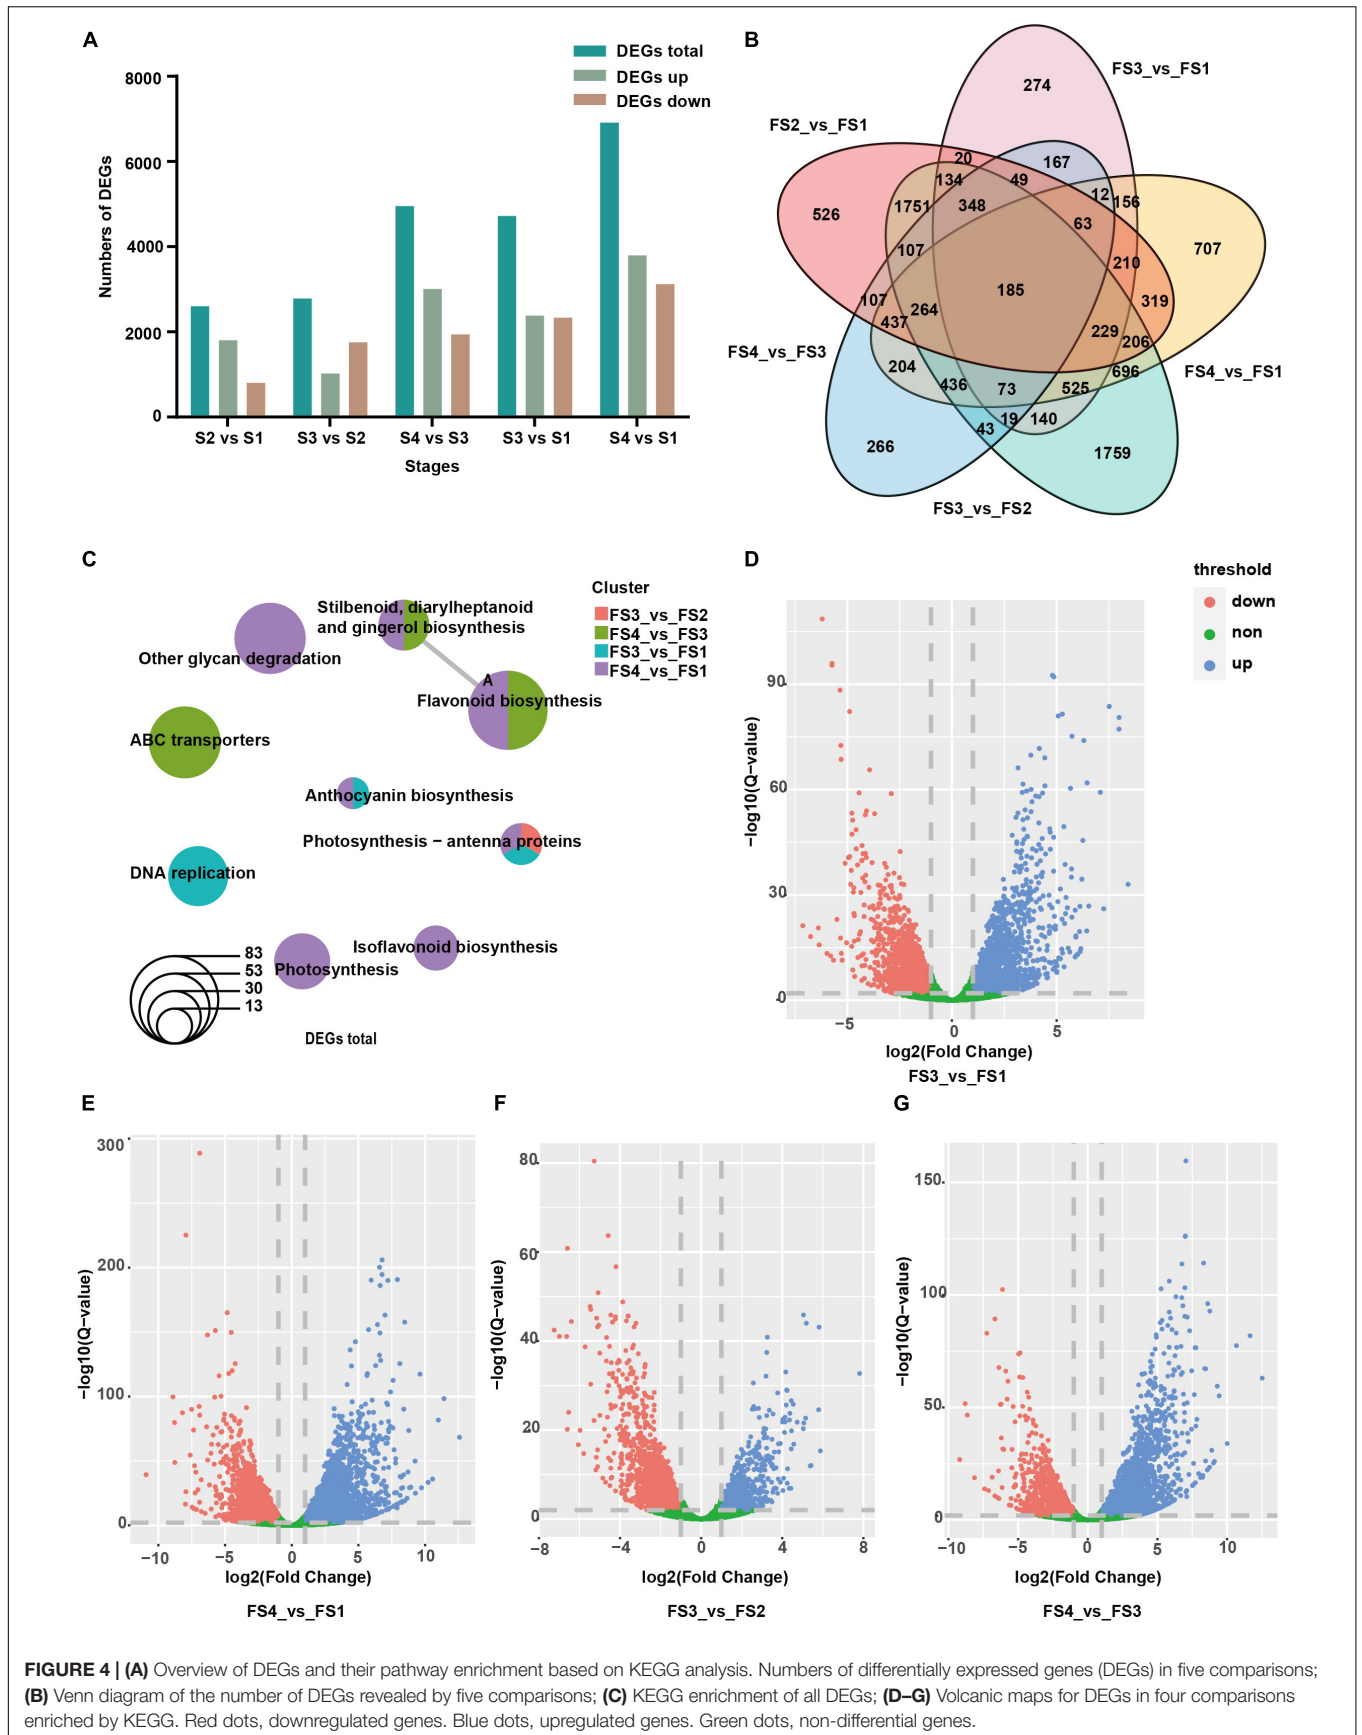 A
DEGs total
DEGs up
DEGs down
8000
6000
4000
2000
0
Numbers of DEGs
S2 vs S1
S3 vs S2
S4 vs S3
S3 vs S1
S4 vs S1
Stages
B
FS3_vs_FS1
274
FS2_vs_FS1
20
167
134
49
12
156
1751
348
526
63
707
107
210
185
107
264
319
437
229
206
FS4_vs_FS3
204
696
FS4_vs_FS1
436
73
525
19
140
43
266
1759
FS3_vs_FS2
C
Cluster
FS3_vs_FS2
FS4_vs_FS3
FS3_vs_FS1
FS4_vs_FS1
Stilbenoid, diarylheptanoid
and gingerol biosynthesis
Other glycan degradation
A
Flavonoid biosynthesis
ABC transporters
Anthocyanin biosynthesis
Photosynthesis − antenna proteins
DNA replication
Isoflavonoid biosynthesis
Photosynthesis
83
53
30
13
DEGs total
D
threshold
down
non
up
−log10(Q−value)
90
60
30
0
−5
0
5
log2(Fold Change)
FS3_vs_FS1
E
−log10(Q−value)
300
200
100
0
−10
−5
0
5
10
log2(Fold Change)
FS4_vs_FS1
F
−log10(Q−value)
80
60
40
20
0
−8
−4
0
4
8
log2(Fold Change)
FS3_vs_FS2
G
−log10(Q−value)
150
100
50
0
−10
−5
0
5
10
log2(Fold Change)
FS4_vs_FS3
FIGURE 4 | (A) Overview of DEGs and their pathway enrichment based on KEGG analysis. Numbers of differentially expressed genes (DEGs) in five comparisons;
(B) Venn diagram of the number of DEGs revealed by five comparisons; (C) KEGG enrichment of all DEGs; (D–G) Volcanic maps for DEGs in four comparisons
enriched by KEGG. Red dots, downregulated genes. Blue dots, upregulated genes. Green dots, non-differential genes.